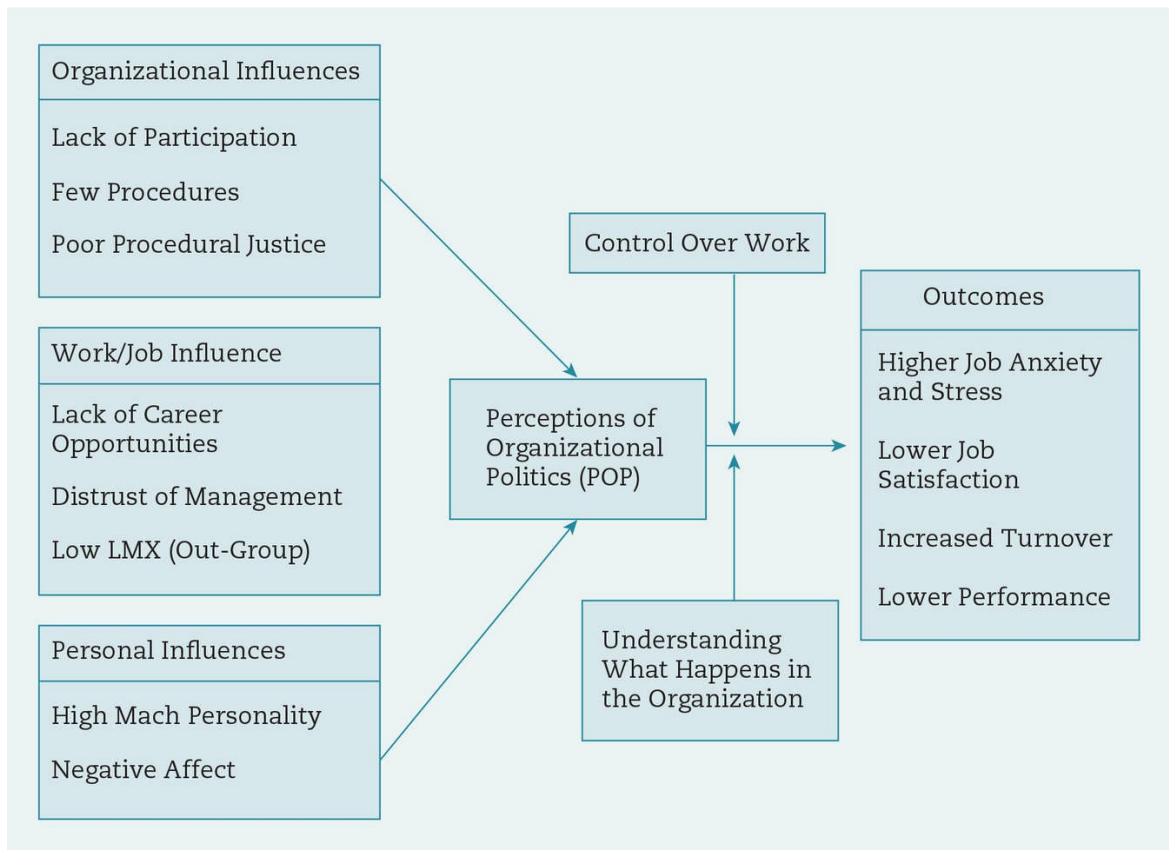 Organizational Influences
Lack of Participation
Few Procedures
Poor Procedural Justice
Work/Job Influence
Lack of Career
Opportunities
Distrust of Management
Low LMX (Out-Group)
Personal Influences
High Mach Personality
Negative Affect
Perceptions of
Organizational
Politics (POP)
Control Over Work
Understanding
What Happens in
the Organization
Outcomes
Higher Job Anxiety
and Stress
Lower Job
Satisfaction
Increased Turnover
Lower Performance